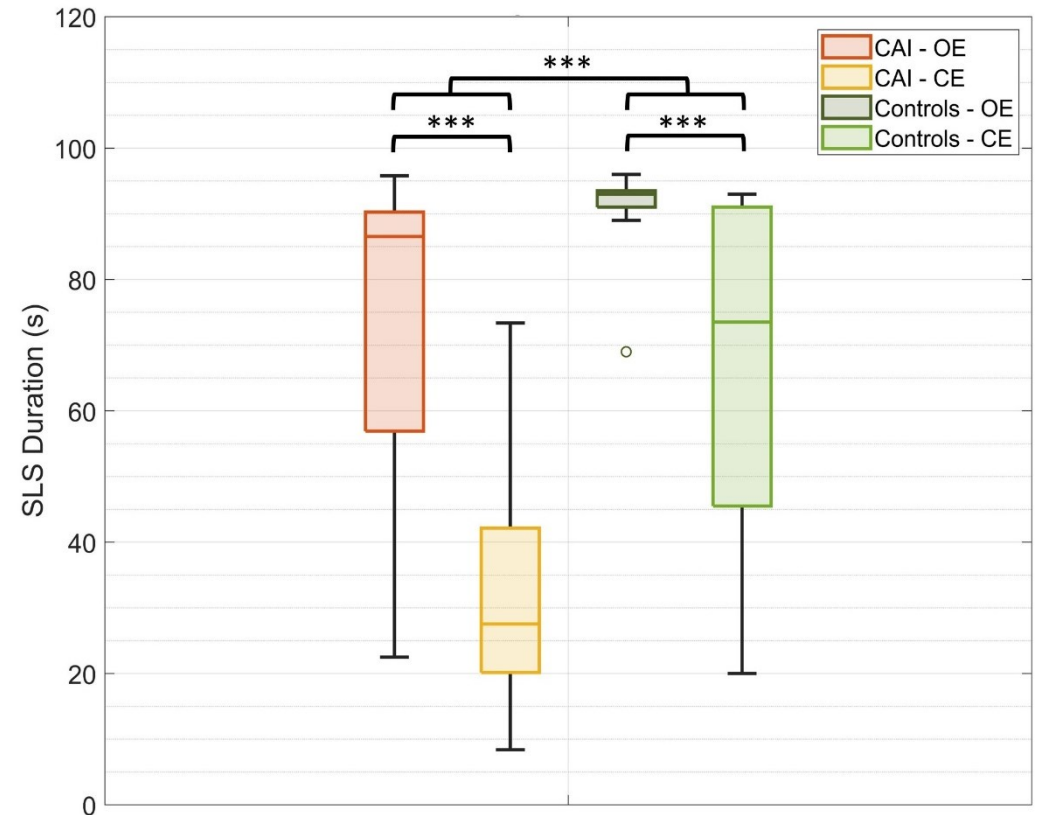 120
100
80
60
40
20
0
SLS Duration (s)
***
***
***
CAI - OE
CAI - CE
Controls - OE
Controls - CE